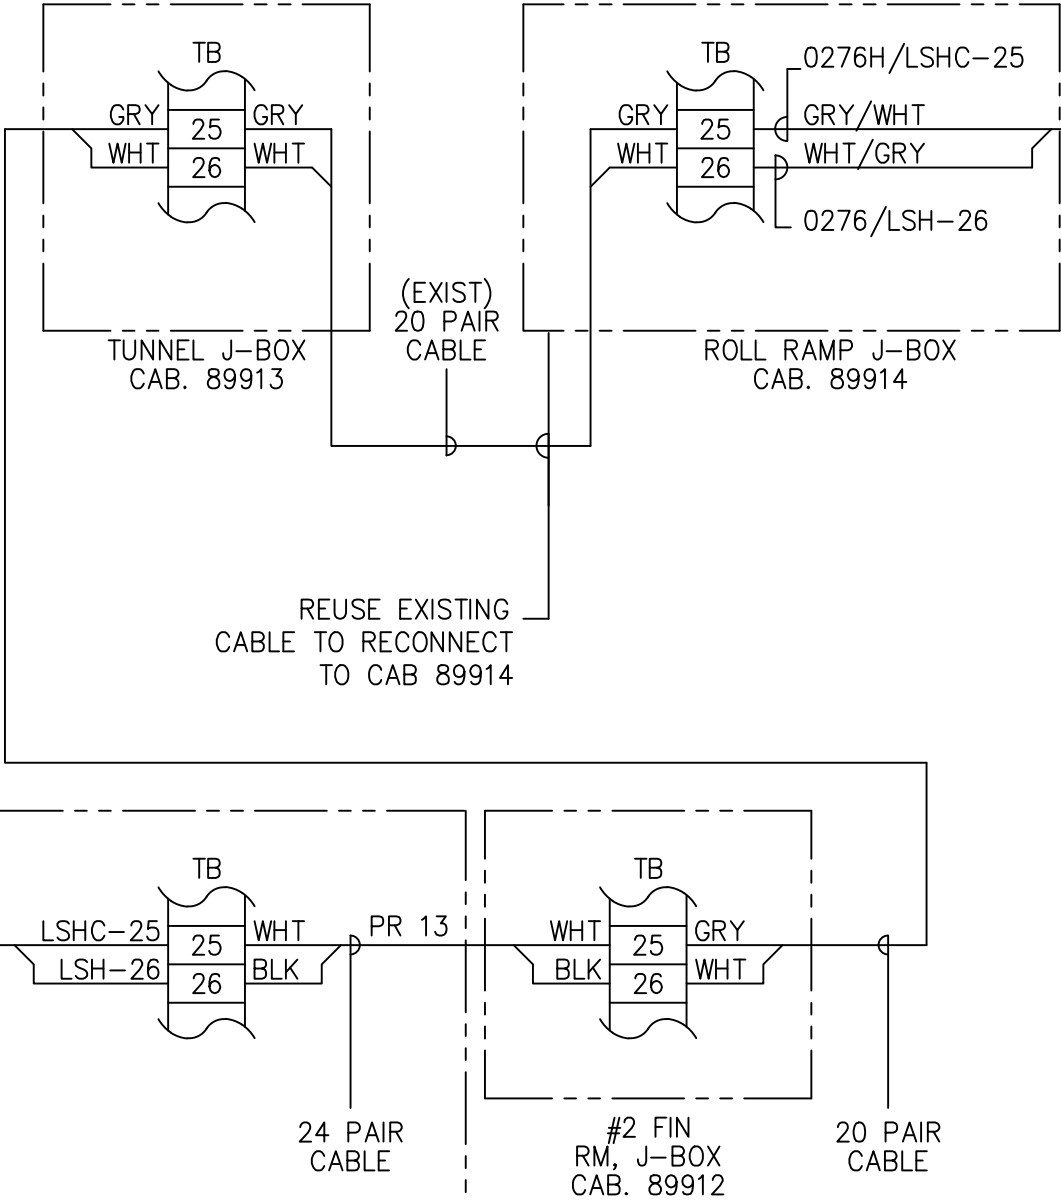 TB
GRY
25
GRY
WHT
26
WHT
TUNNEL J-BOX
CAB. 89913
(EXIST)
20 PAIR
CABLE
TB
0276H/LSHC-25
GRY
25
GRY/WHT
WHT
26
WHT/GRY
0276/LSH-26
ROLL RAMP J-BOX
CAB. 89914
REUSE EXISTING
CABLE TO RECONNECT
TO CAB 89914
TB
LSHC-25
25
WHT
PR 13
LSH-26
26
BLK
24 PAIR
CABLE
TB
WHT
25
GRY
BLK
26
WHT
#2 FIN
RM, J-BOX
CAB. 89912
20 PAIR
CABLE